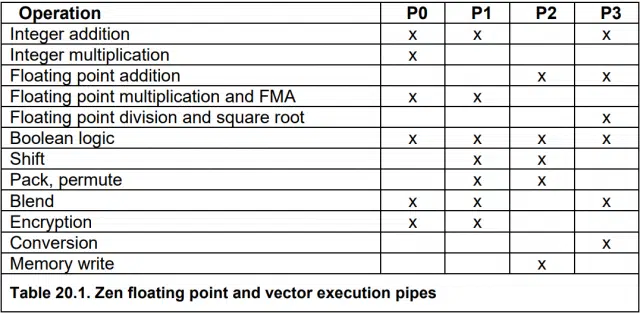 Operation P0 P1 P2 P3
Integer addition x x x
Integer multiplication x
Floating point addition x x
Floating point multiplication and FMA x x
Floating point division and square root x
Boolean logic x x x x
Shift x x
Pack, permute x x
Blend x x x
Encryption x x
Conversion x
Memory write x
Table 20.1. Zen floating point and vector execution pipes